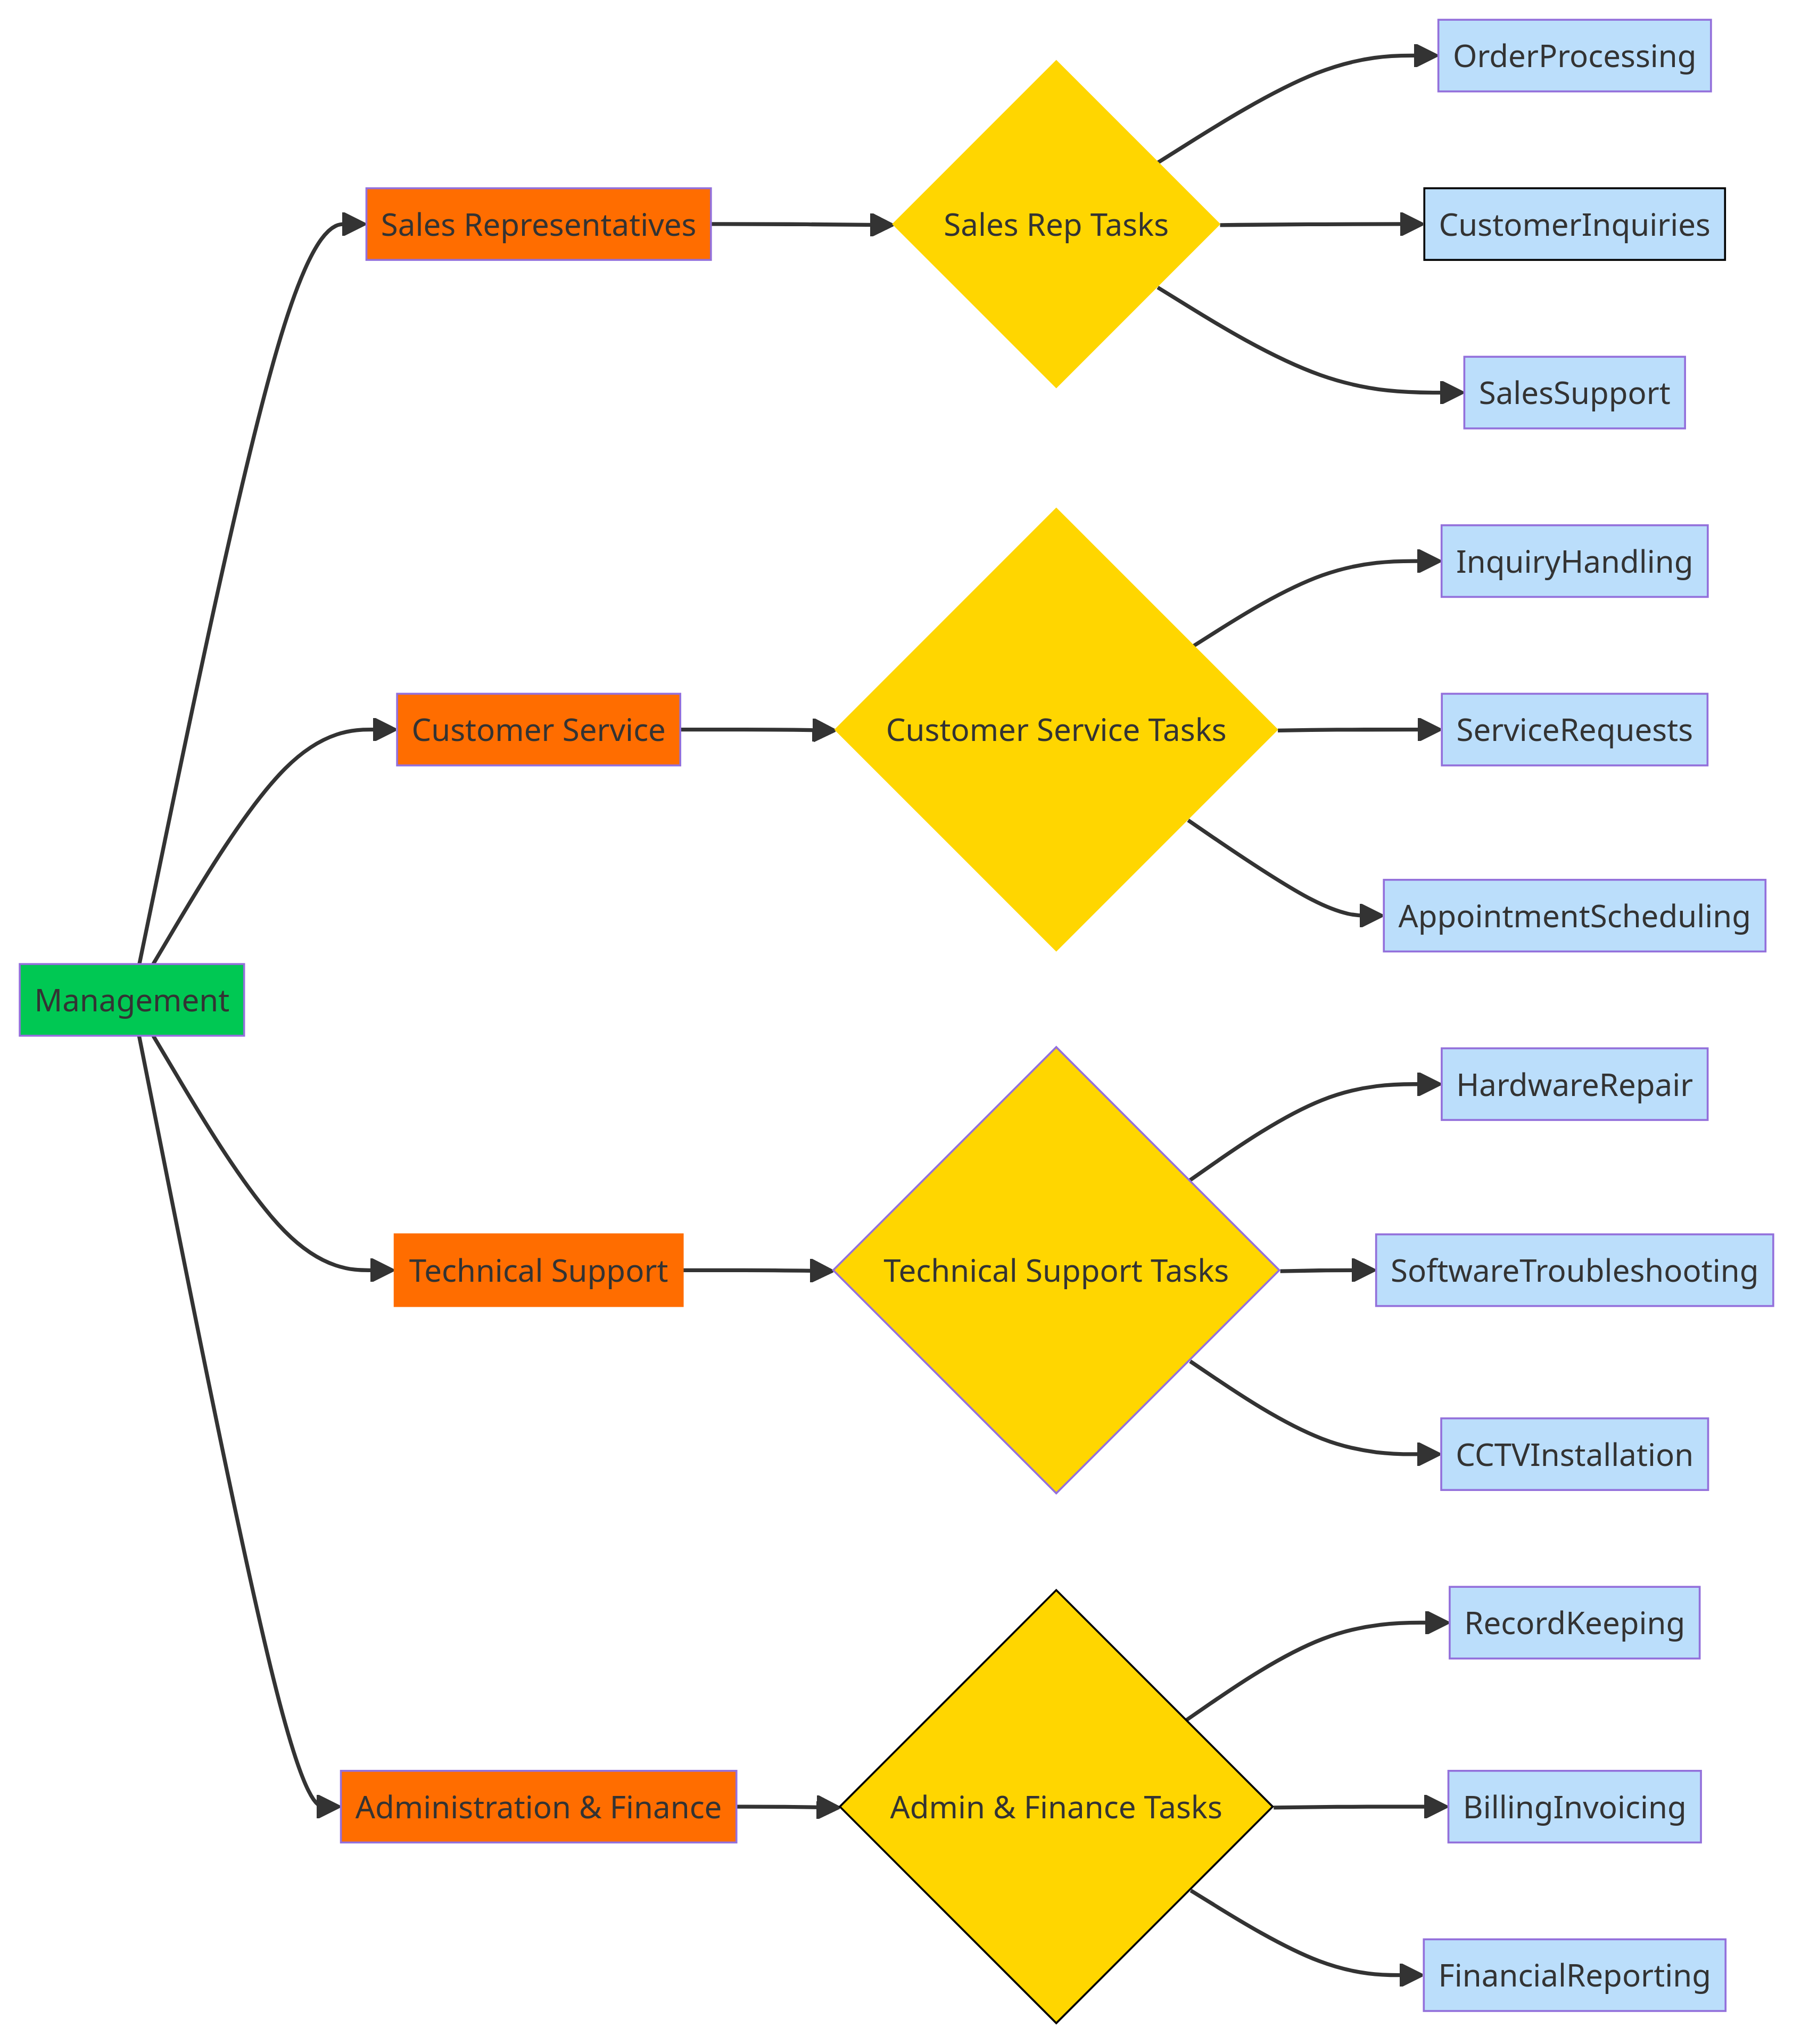 OrderProcessing
Sales Representatives
Sales Rep Tasks
CustomerInquiries
SalesSupport
InquiryHandling
Customer Service
Customer Service Tasks
ServiceRequests
AppointmentScheduling
Management
HardwareRepair
Technical Support
Technical Support Tasks
SoftwareTroubleshooting
CCTVInstallation
RecordKeeping
Administration & Finance
Admin & Finance Tasks
BillingInvoicing
FinancialReporting